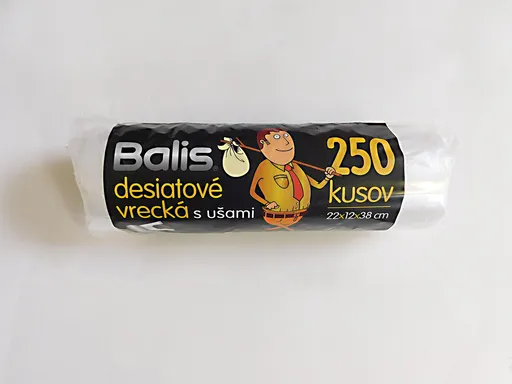 Balis
desiatové
vrecká s ušami
250
kusov
22x12x38 cm